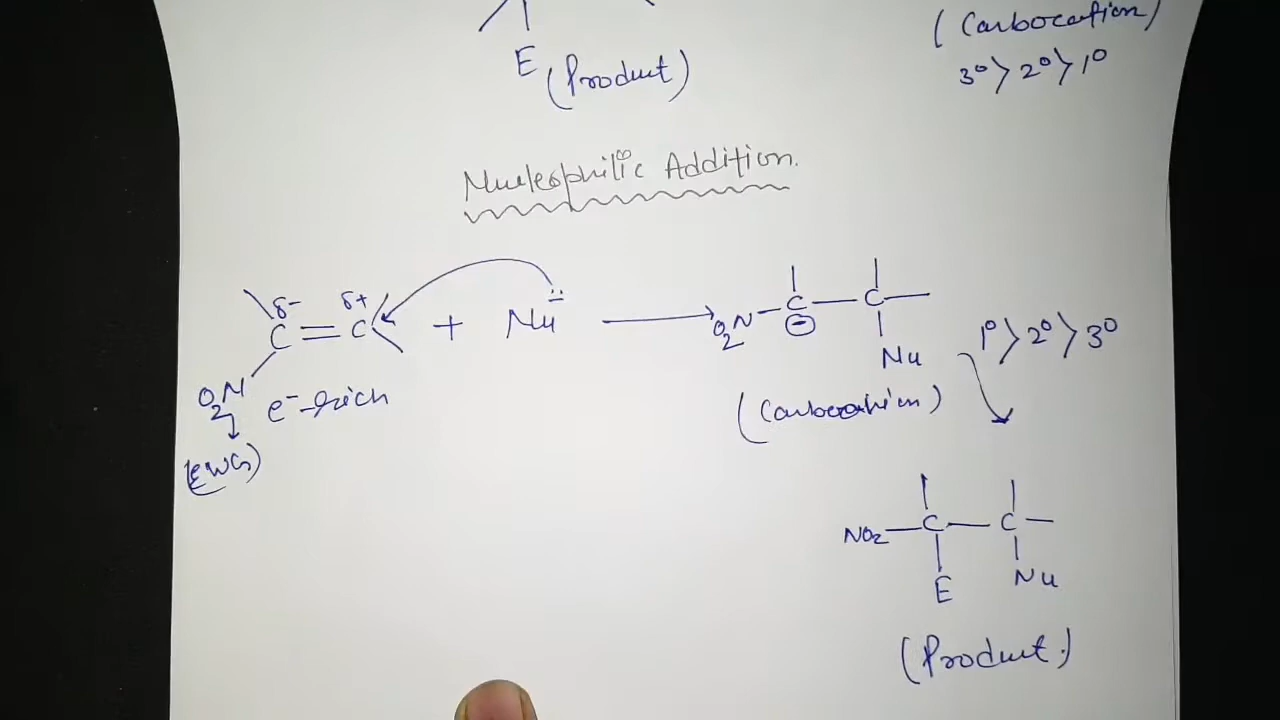 E (Product)
(Carbocation)
3° > 2° > 1°
Nucleophilic Addition.
δ- δ+
C = C + Nu
O2N
e⁻-rich
(EWG)
O2N - C — C
⊖
Nu
1° > 2° > 3°
NO2 — C — C —
E Nu
(Product.)